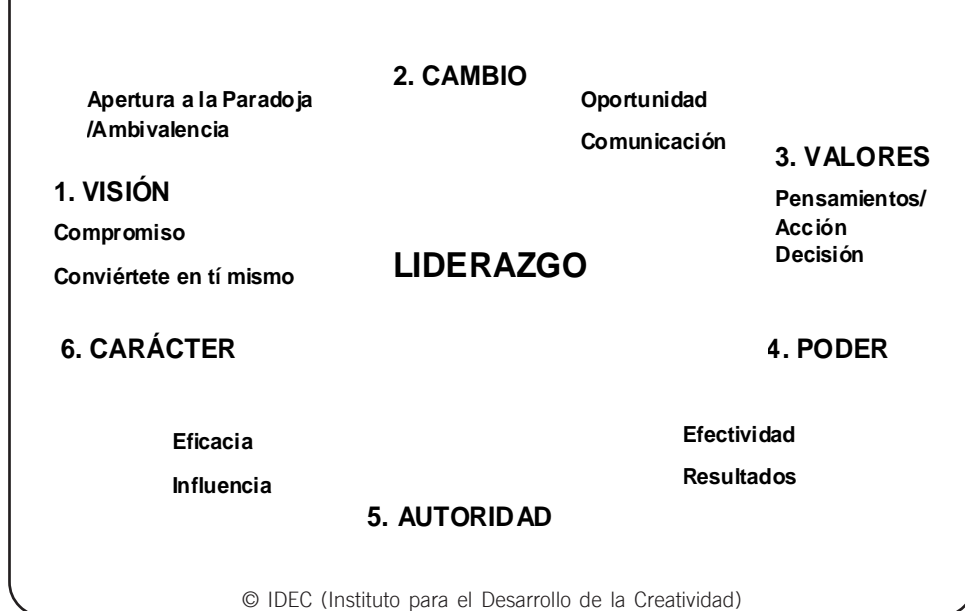 2. CAMBIO
Apertura a la Paradoja
/Ambivalencia
Oportunidad
Comunicación
3. VALORES
Pensamientos/
Acción
Decisión
1. VISIÓN
Compromiso
Conviértete en tí mismo
LIDERAZGO
6. CARÁCTER
4. PODER
Eficacia
Influencia
Efectividad
Resultados
5. AUTORIDAD
© IDEC (Instituto para el Desarrollo de la Creatividad)